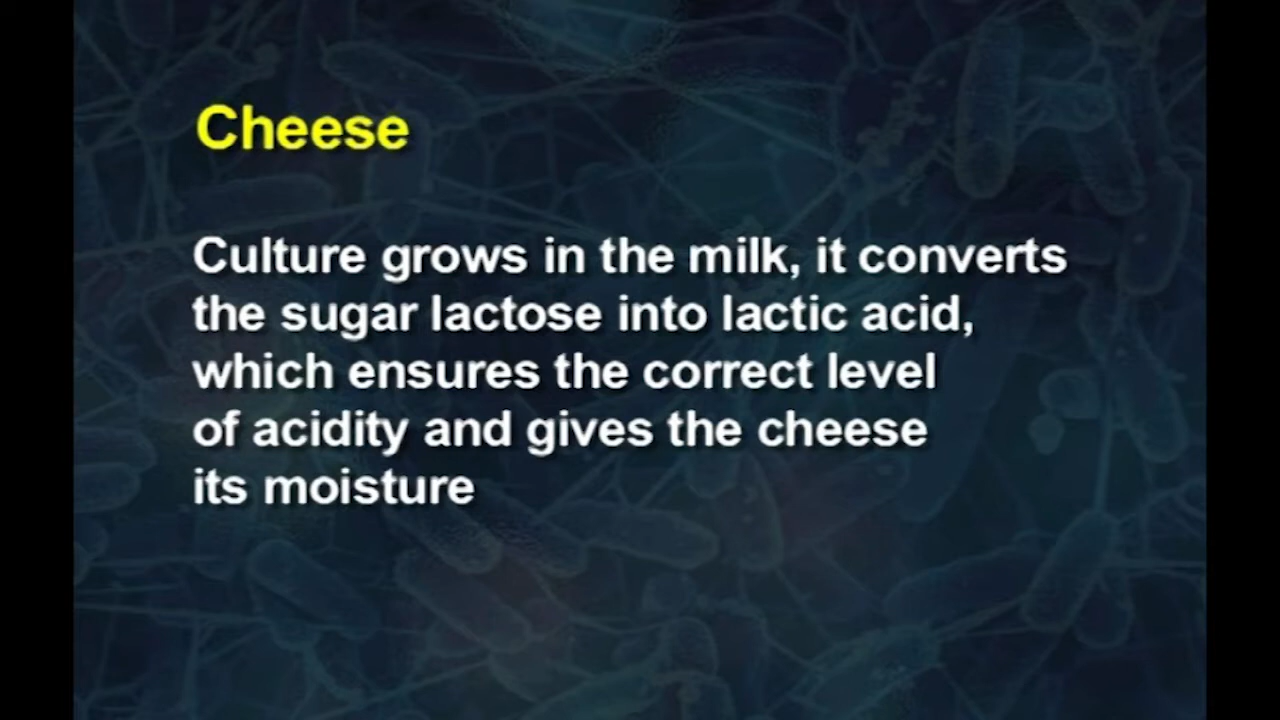 Cheese
Culture grows in the milk, it converts
the sugar lactose into lactic acid,
which ensures the correct level
of acidity and gives the cheese
its moisture